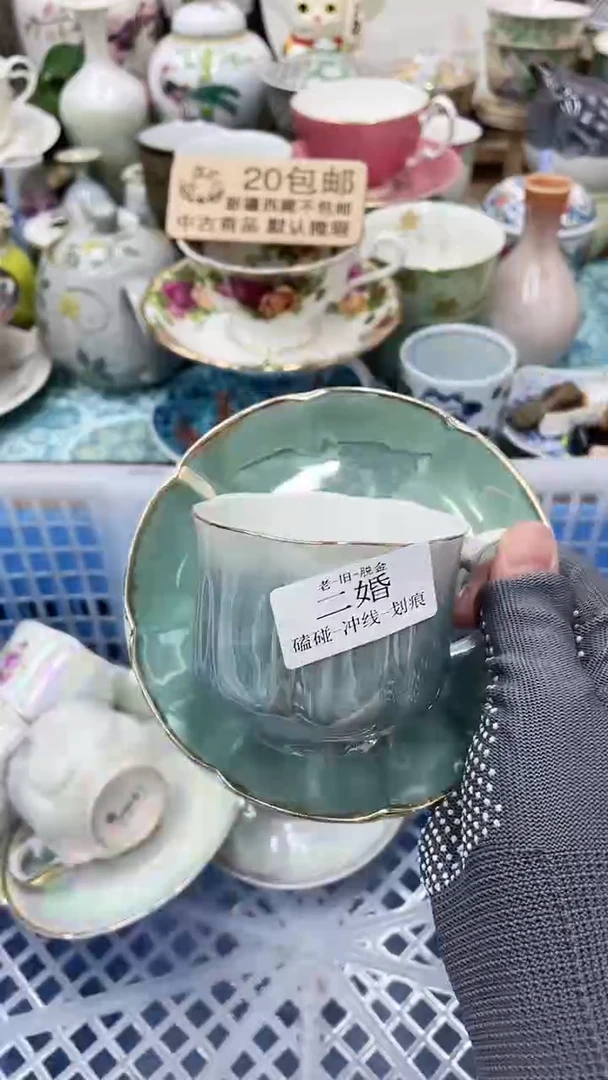 20包邮
新疆西藏不包邮
中古商品 默认微瑕
老-旧-脱金
二婚
磕碰-冲线-划痕